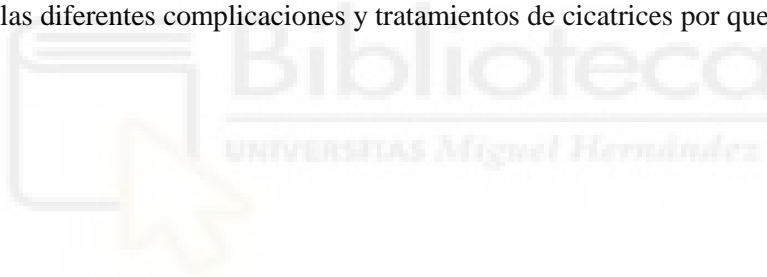 las diferentes complicaciones y tratamientos de cicatrices por que
Biblioteca
UNIVERSITAS Miguel Hernández